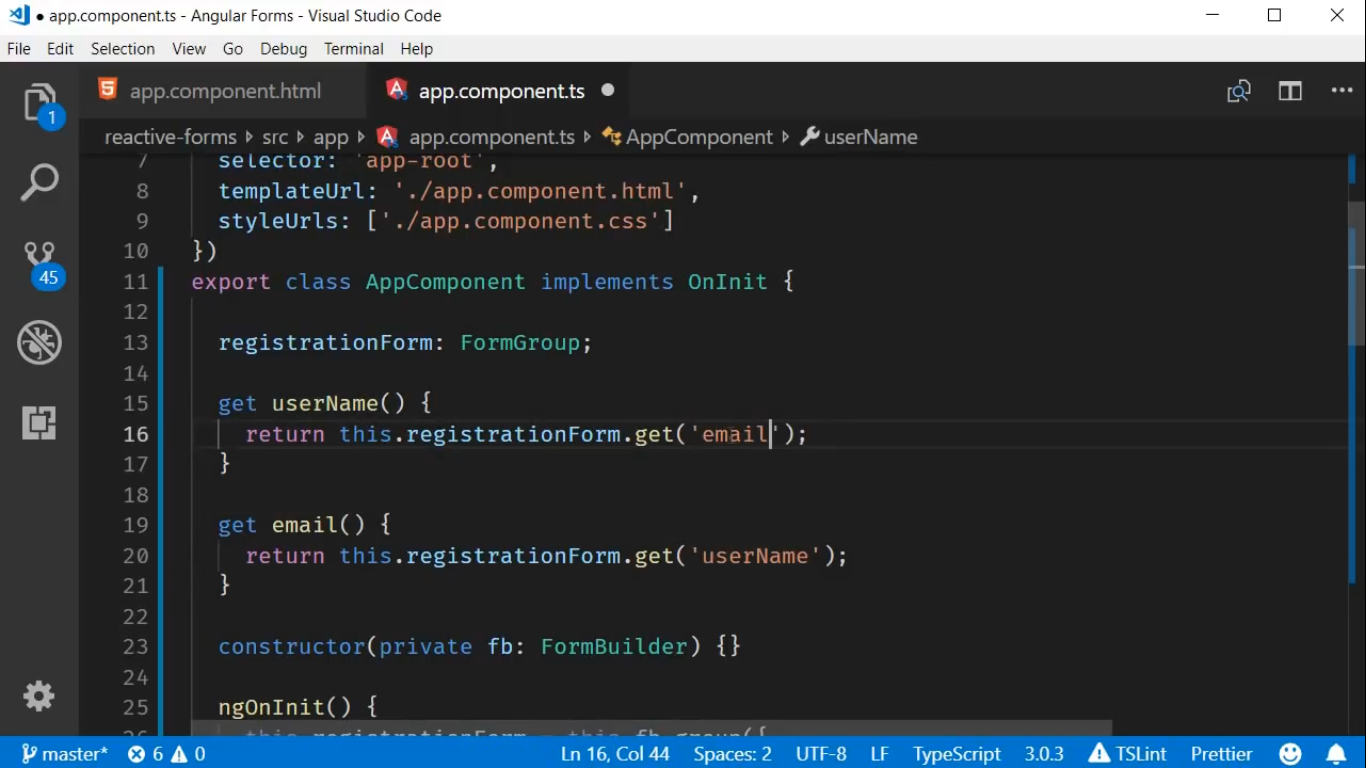 app.component.ts - Angular Forms - Visual Studio Code
File Edit Selection View Go Debug Terminal Help
app.component.html app.component.ts
reactive-forms src app app.component.ts AppComponent userName
1
45
7 selector: 'app-root',
8 templateUrl: './app.component.html',
9 styleUrls: ['./app.component.css']
10 })
11 export class AppComponent implements OnInit {
12
13 registrationForm: FormGroup;
14
15 get userName() {
16 return this.registrationForm.get('email');
17 }
18
19 get email() {
20 return this.registrationForm.get('userName');
21 }
22
23 constructor(private fb: FormBuilder) {}
24
25 ngOnInit() {
26 this.registrationForm = this.fb.group({
master* 6 0 Ln 16, Col 44 Spaces: 2 UTF-8 LF TypeScript 3.0.3 TSLint Prettier